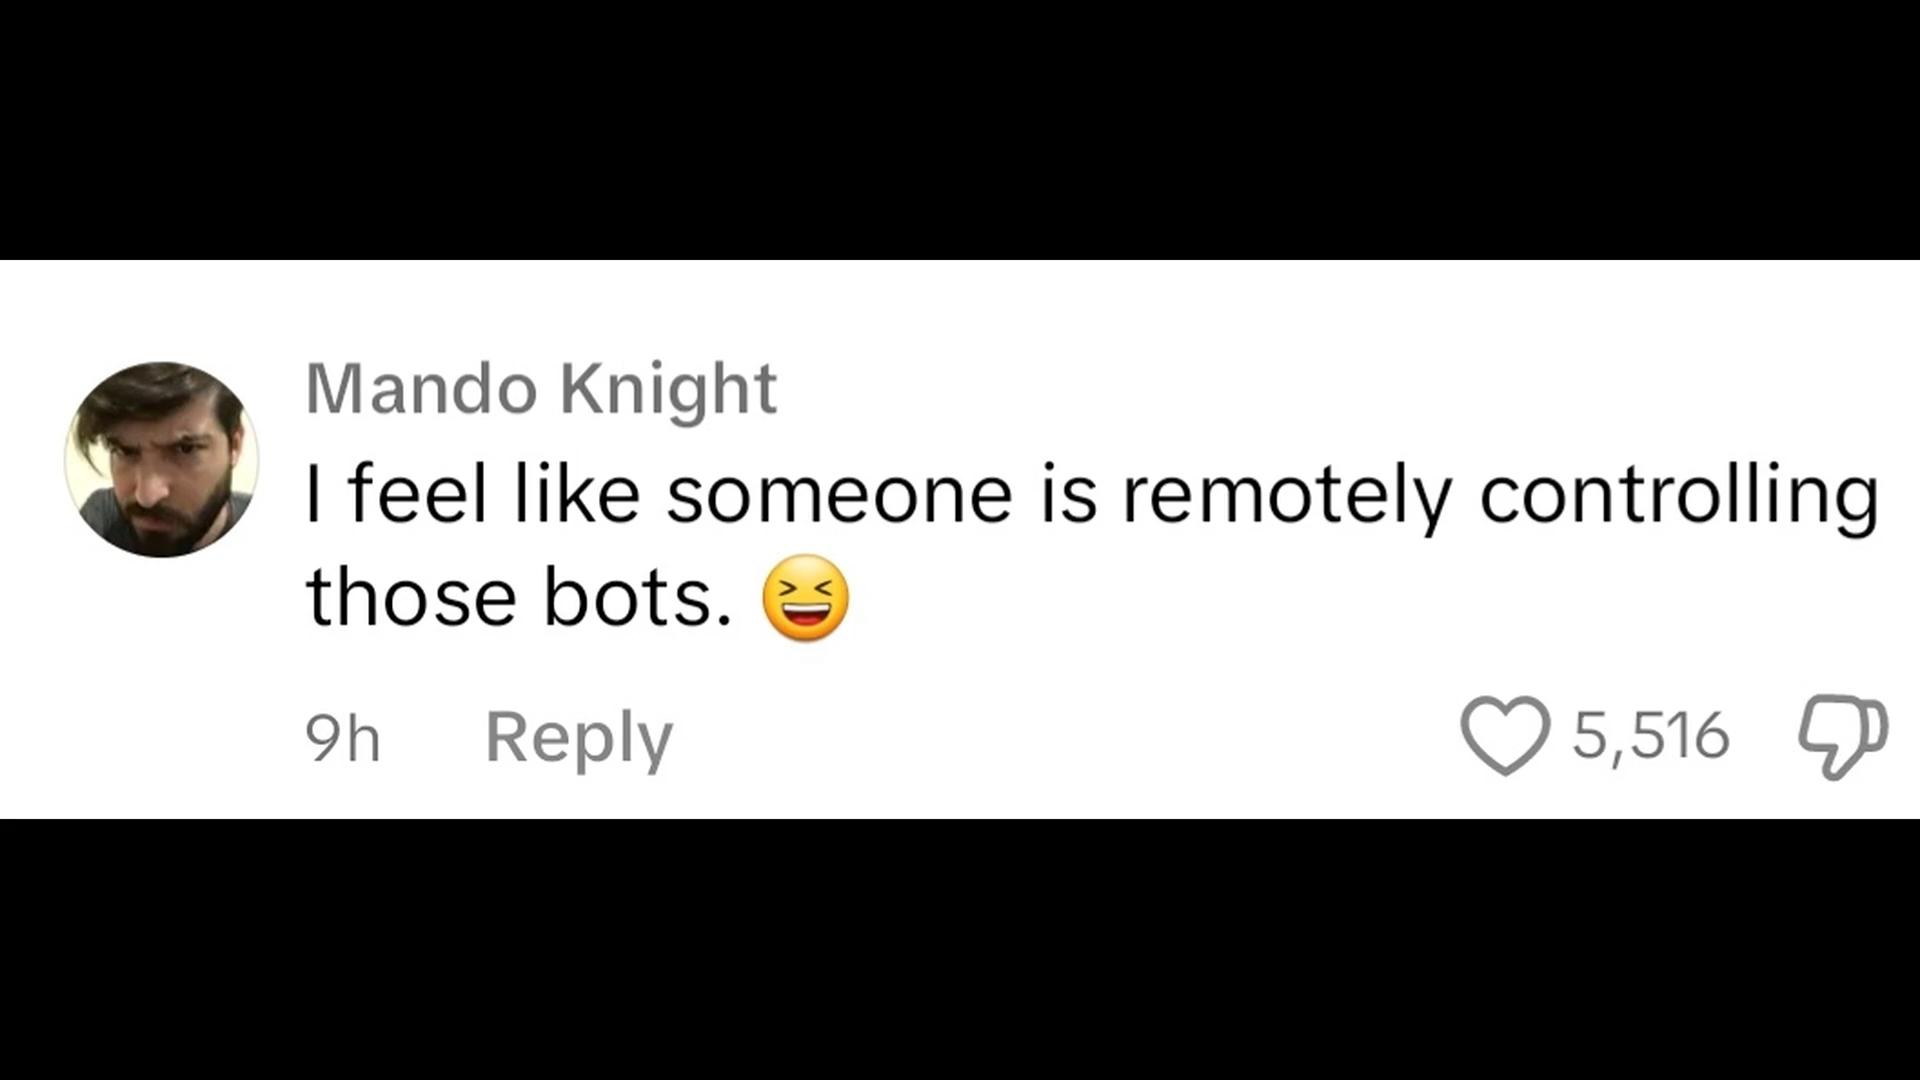 Mando Knight
I feel like someone is remotely controlling
those bots. 😆
9h Reply 5,516